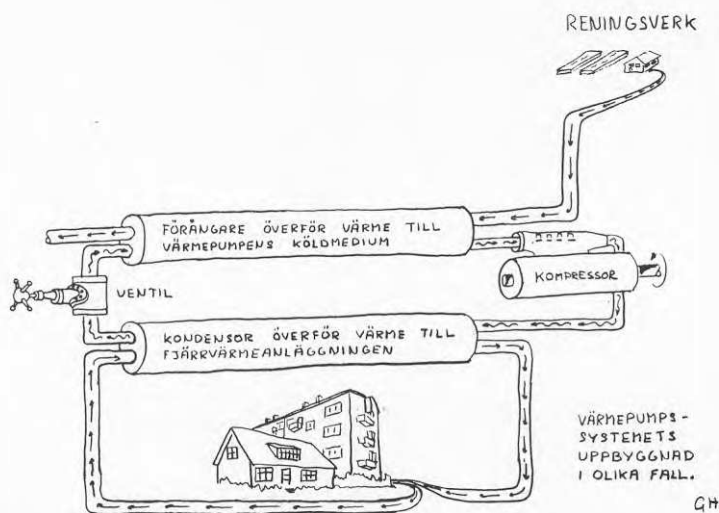 RENINGSVERK
FÖRÅNGARE ÖVERFÖR VÄRME TILL
VÄRMEPUMPENS KÖLDMEDIUM
KOMPRESSOR
VENTIL
KONDENSOR ÖVERFÖR VÄRME TILL
FJÄRRVÄRMEANLÄGGNINGEN
VÄRMEPUMPS-
SYSTEMETS
UPPBYGGNAD
I OLIKA FALL.
GH